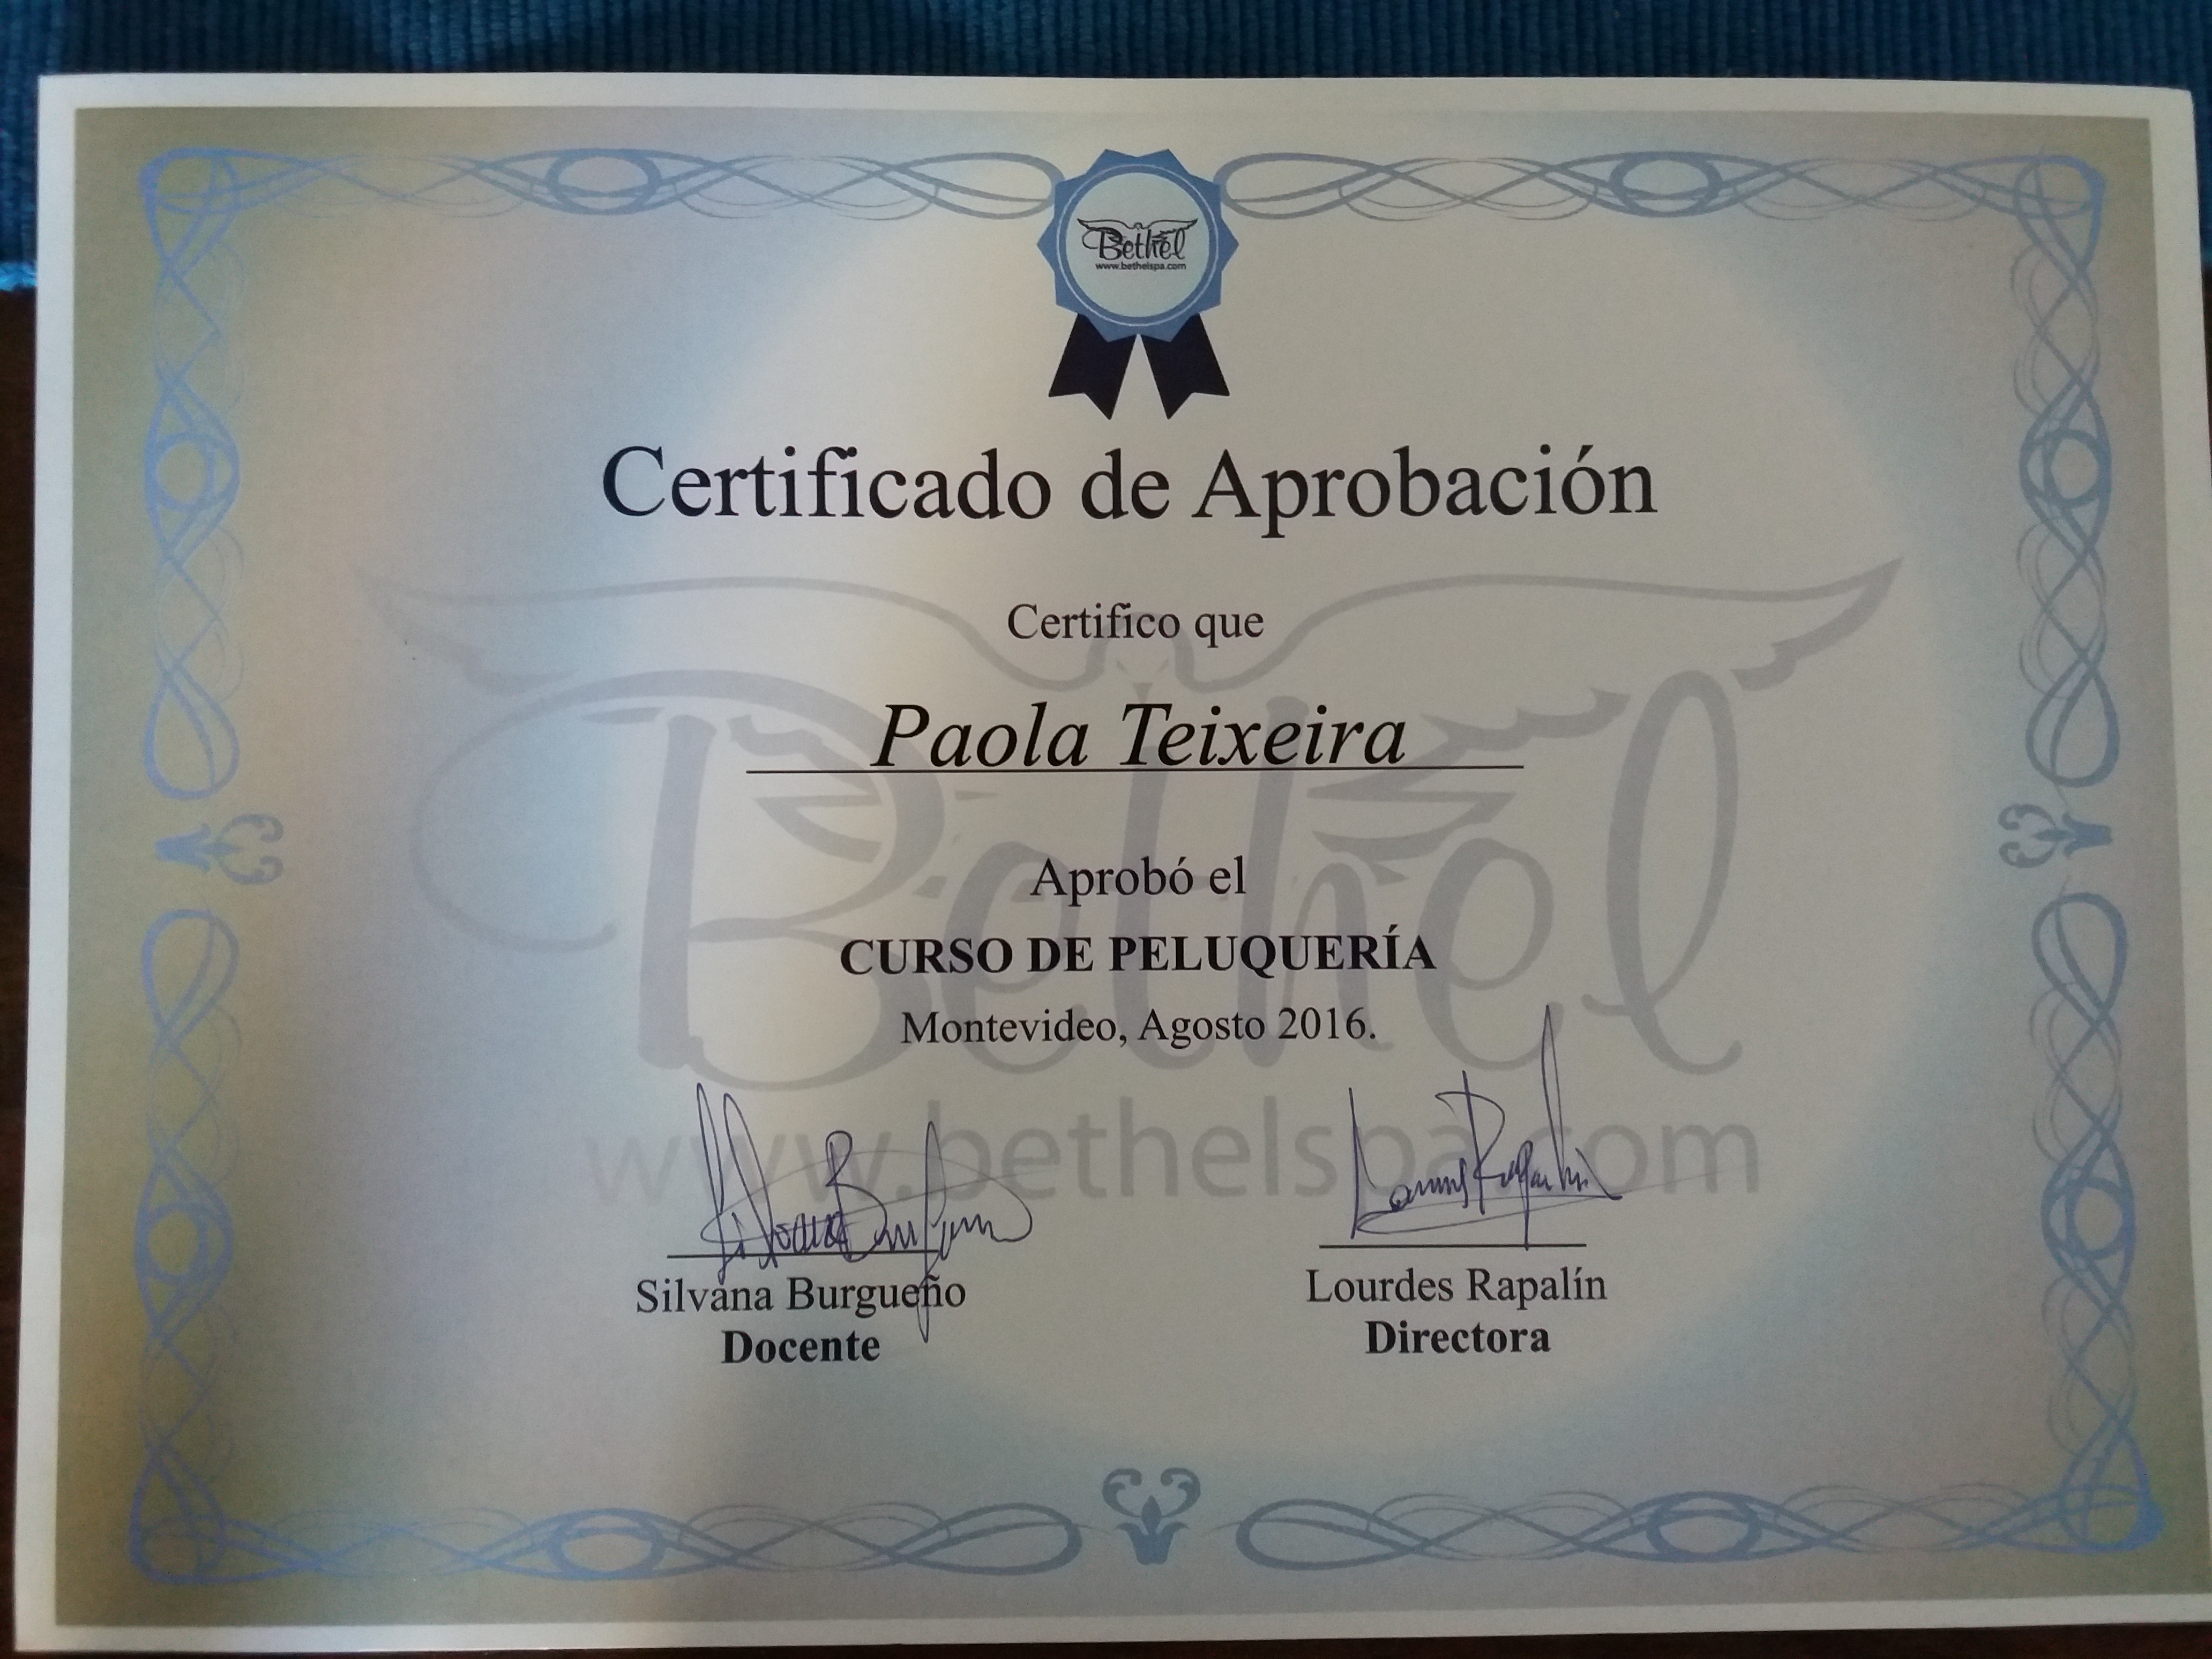 Bethel
www.bethelspa.com
Certificado de Aprobación
Certifico que
Paola Teixeira
Aprobó el
CURSO DE PELUQUERÍA
Montevideo, Agosto 2016.
Bethel
www.bethelspa.com
Silvana Burgueño
Docente
Lourdes Rapalín
Directora